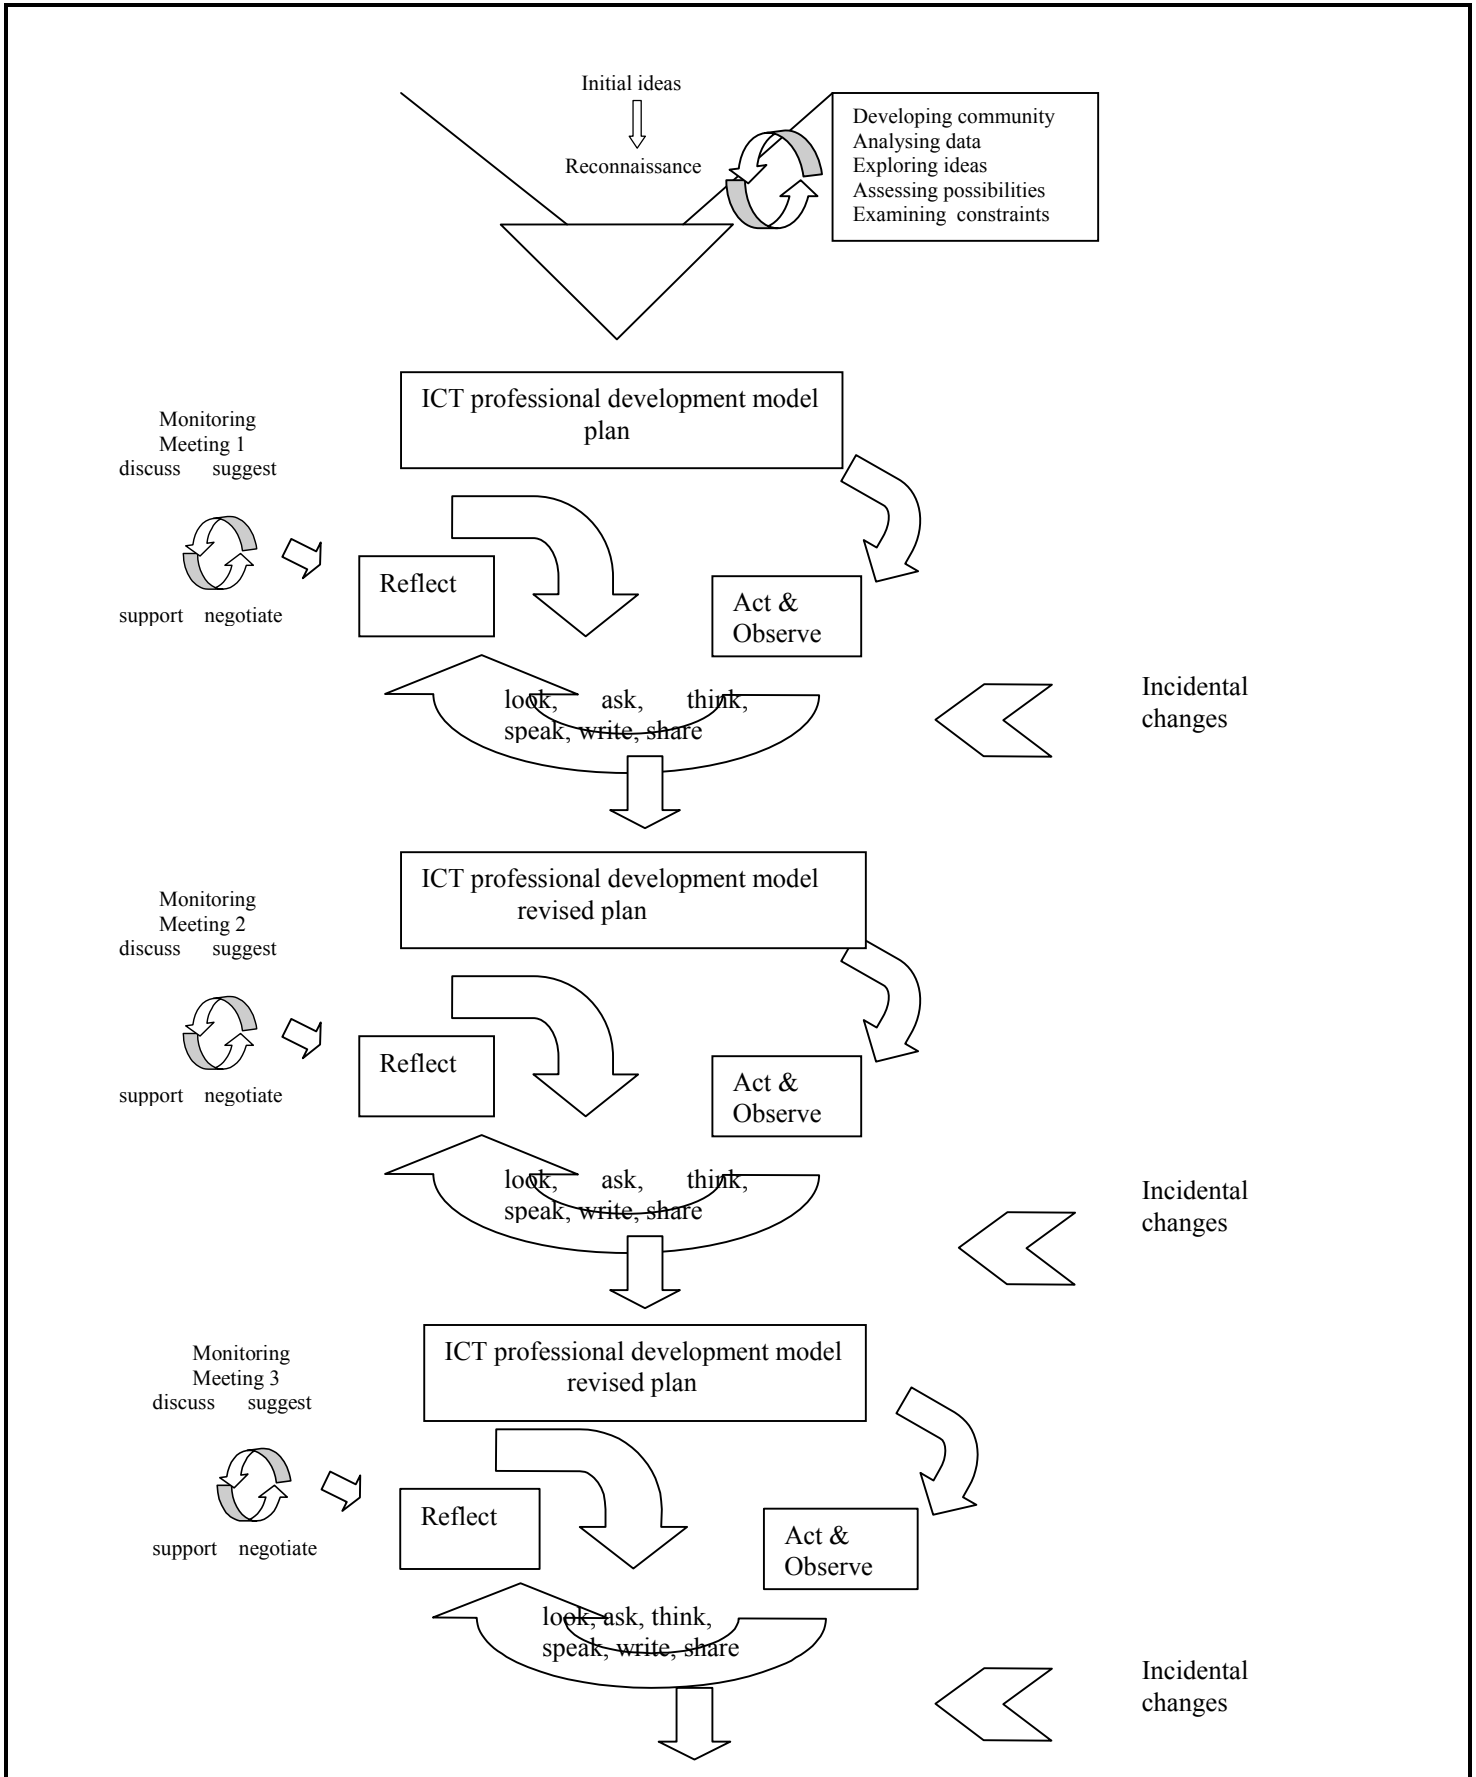 Initial ideas
Reconnaissance
Developing community
Analysing data
Exploring ideas
Assessing possibilities
Examining constraints
ICT professional development model
plan
Monitoring
Meeting 1
discuss suggest
support negotiate
Reflect
Act &
Observe
look, ask, think,
speak, write, share
Incidental
changes
ICT professional development model
revised plan
Monitoring
Meeting 2
discuss suggest
support negotiate
Reflect
Act &
Observe
look, ask, think,
speak, write, share
Incidental
changes
ICT professional development model
revised plan
Monitoring
Meeting 3
discuss suggest
support negotiate
Reflect
Act &
Observe
look, ask, think,
speak, write, share
Incidental
changes